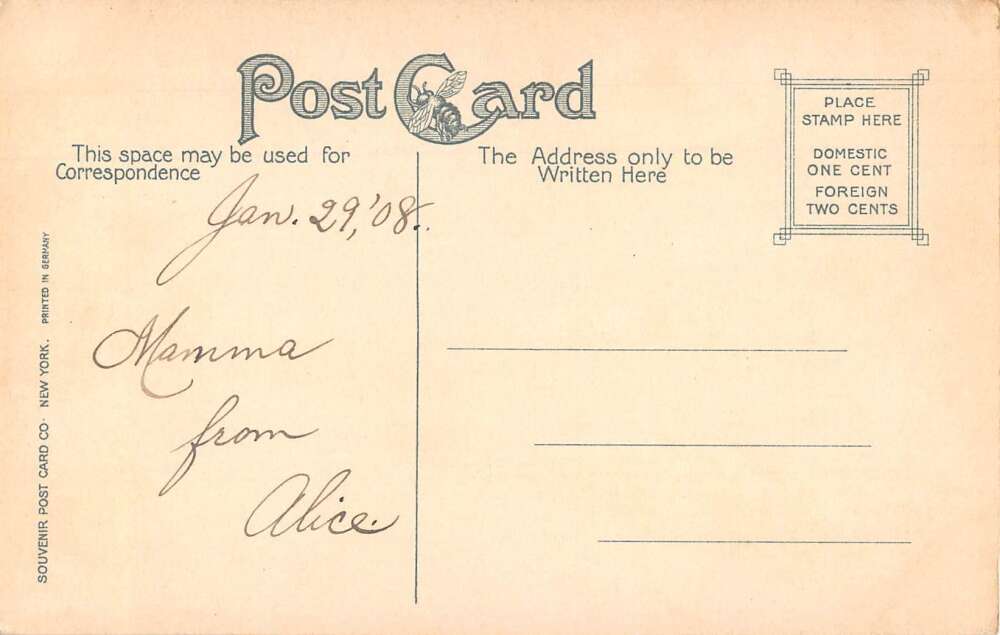 Post Card
This space may be used for
Correspondence
The Address only to be
Written Here
PLACE
STAMP HERE
DOMESTIC
ONE CENT
FOREIGN
TWO CENTS
Jan. 29, '08.
Mamma
from
Alice.
SOUVENIR POST CARD CO· NEW YORK. PRINTED IN GERMANY